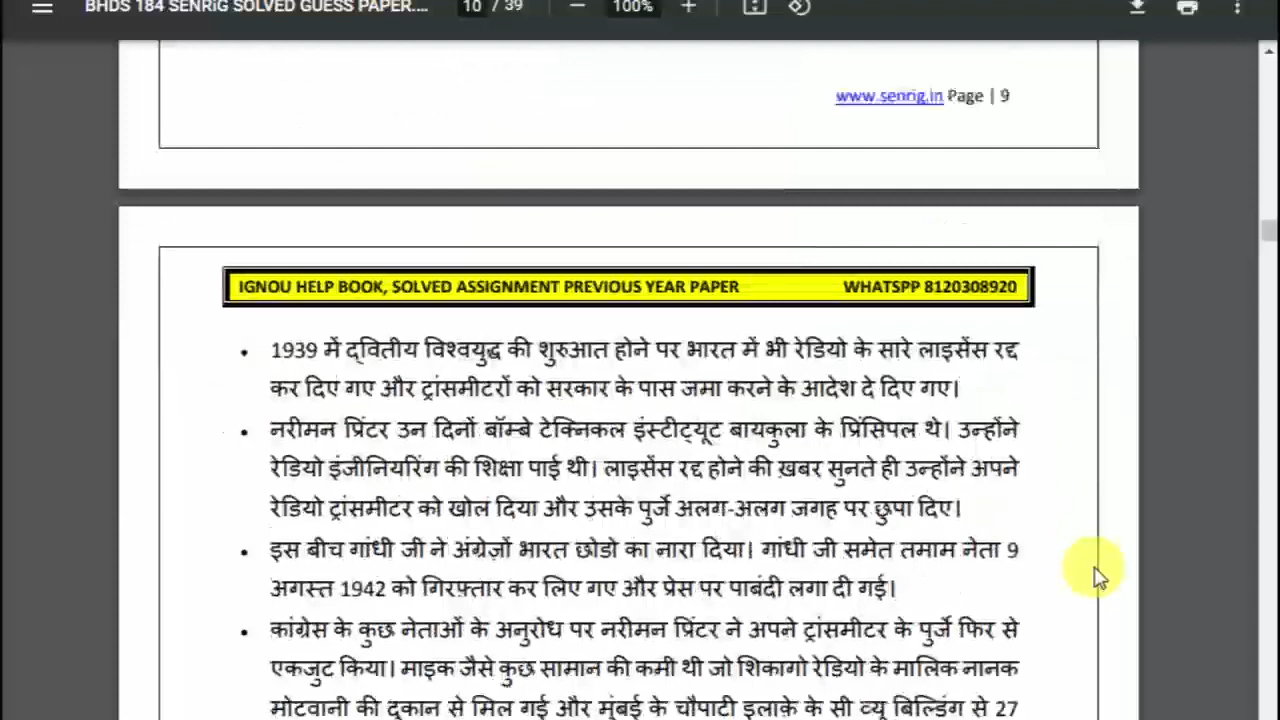 BHDS 184 SENRiG SOLVED GUESS PAPER.... 10 / 39 100%
www.senrig.in Page | 9
IGNOU HELP BOOK, SOLVED ASSIGNMENT PREVIOUS YEAR PAPER WHATSPP 8120308920
• 1939 में द्वितीय विश्वयुद्ध की शुरुआत होने पर भारत में भी रेडियो के सारे लाइसेंस रद्द
कर दिए गए और ट्रांसमीटरों को सरकार के पास जमा करने के आदेश दे दिए गए।
• नरीमन प्रिंटर उन दिनों बॉम्बे टेक्निकल इंस्टीट्यूट बायकुला के प्रिंसिपल थे। उन्होंने
रेडियो इंजीनियरिंग की शिक्षा पाई थी। लाइसेंस रद्द होने की ख़बर सुनते ही उन्होंने अपने
रेडियो ट्रांसमीटर को खोल दिया और उसके पुर्जे अलग-अलग जगह पर छुपा दिए।
• इस बीच गांधी जी ने अंग्रेज़ों भारत छोडो का नारा दिया। गांधी जी समेत तमाम नेता 9
अगस्त 1942 को गिरफ़्तार कर लिए गए और प्रेस पर पाबंदी लगा दी गई।
• कांग्रेस के कुछ नेताओं के अनुरोध पर नरीमन प्रिंटर ने अपने ट्रांसमीटर के पुर्जे फिर से
एकजुट किया। माइक जैसे कुछ सामान की कमी थी जो शिकागो रेडियो के मालिक नानक
मोटवानी की दुकान से मिल गई और मुंबई के चौपाटी इलाक़े के सी व्यू बिल्डिंग से 27